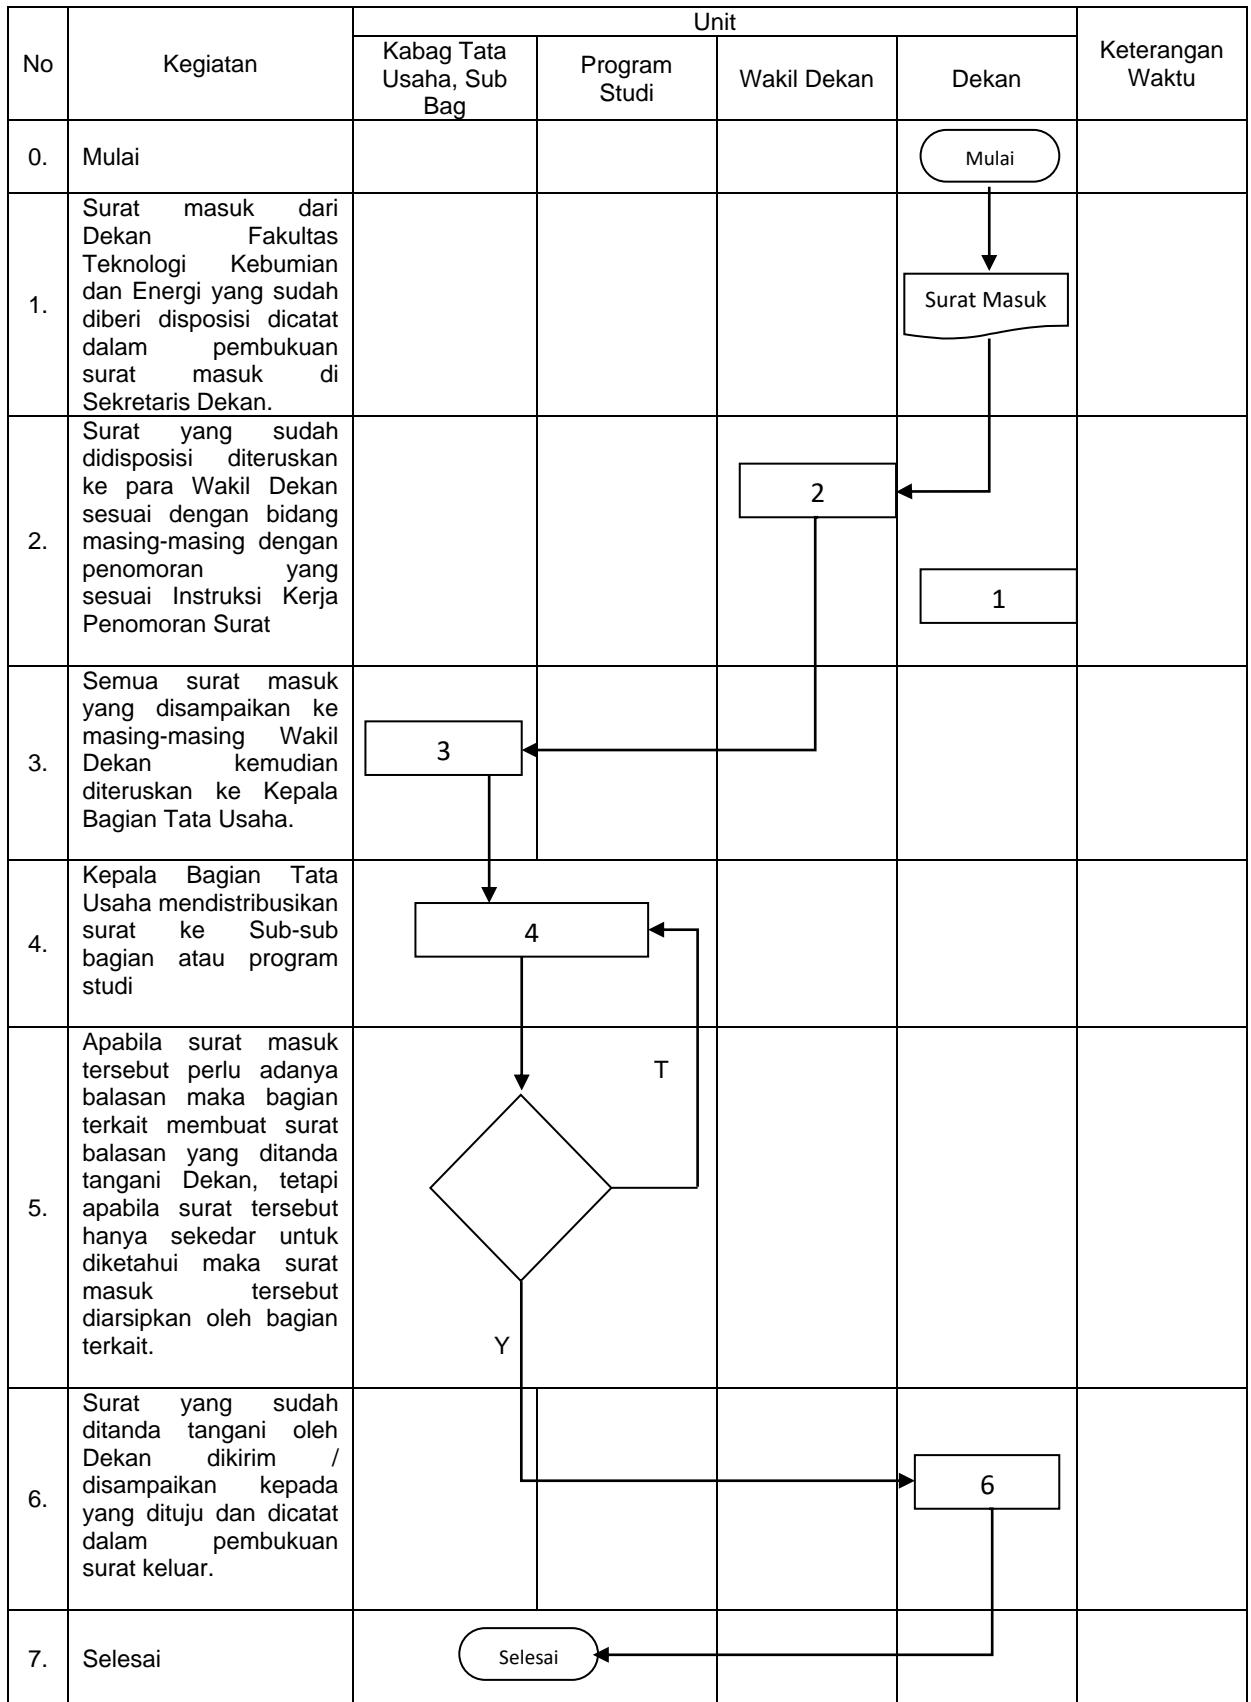 No
Kegiatan
Unit
Kabag Tata
Usaha, Sub
Bag
Program
Studi
Wakil Dekan
Dekan
Keterangan
Waktu
0.
Mulai
Mulai
1.
Surat masuk dari
Dekan Fakultas
Teknologi Kebumian
dan Energi yang sudah
diberi disposisi dicatat
dalam pembukuan
surat masuk di
Sekretaris Dekan.
Surat Masuk
2.
Surat yang sudah
didisposisi diteruskan
ke para Wakil Dekan
sesuai dengan bidang
masing-masing dengan
penomoran yang
sesuai Instruksi Kerja
Penomoran Surat
2
1
3.
Semua surat masuk
yang disampaikan ke
masing-masing Wakil
Dekan kemudian
diteruskan ke Kepala
Bagian Tata Usaha.
3
4.
Kepala Bagian Tata
Usaha mendistribusikan
surat ke Sub-sub
bagian atau program
studi
4
5.
Apabila surat masuk
tersebut perlu adanya
balasan maka bagian
terkait membuat surat
balasan yang ditanda
tangani Dekan, tetapi
apabila surat tersebut
hanya sekedar untuk
diketahui maka surat
masuk tersebut
diarsipkan oleh bagian
terkait.
T
Y
6.
Surat yang sudah
ditanda tangani oleh
Dekan dikirim /
disampaikan kepada
yang dituju dan dicatat
dalam pembukuan
surat keluar.
6
7.
Selesai
Selesai